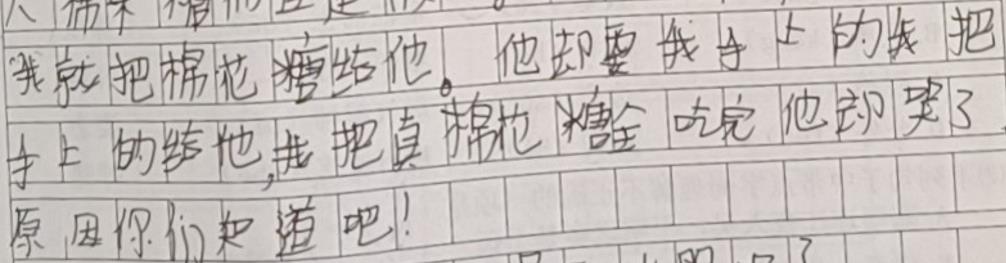 我就把棉花糖给他。他却要我手上的我把
手上的给他,我把真棉花糖全吃完他却哭了
原因你们知道吧!